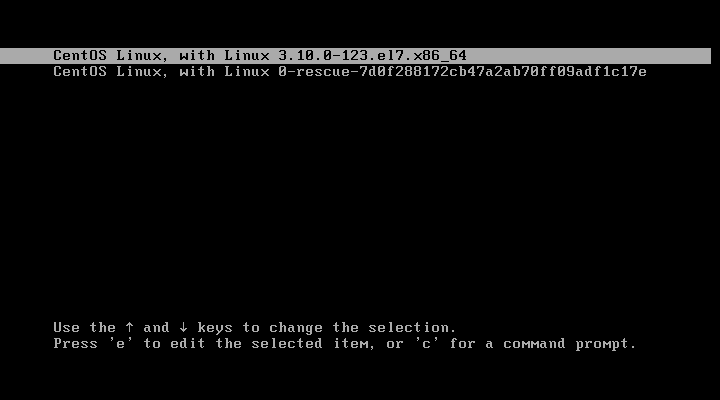 CentOS Linux, with Linux 3.10.0-123.el7.x86_64
CentOS Linux, with Linux 0-rescue-7d0f288172cb47a2ab70ff09adf1c17e
Use the ↑ and ↓ keys to change the selection.
Press 'e' to edit the selected item, or 'c' for a command prompt.